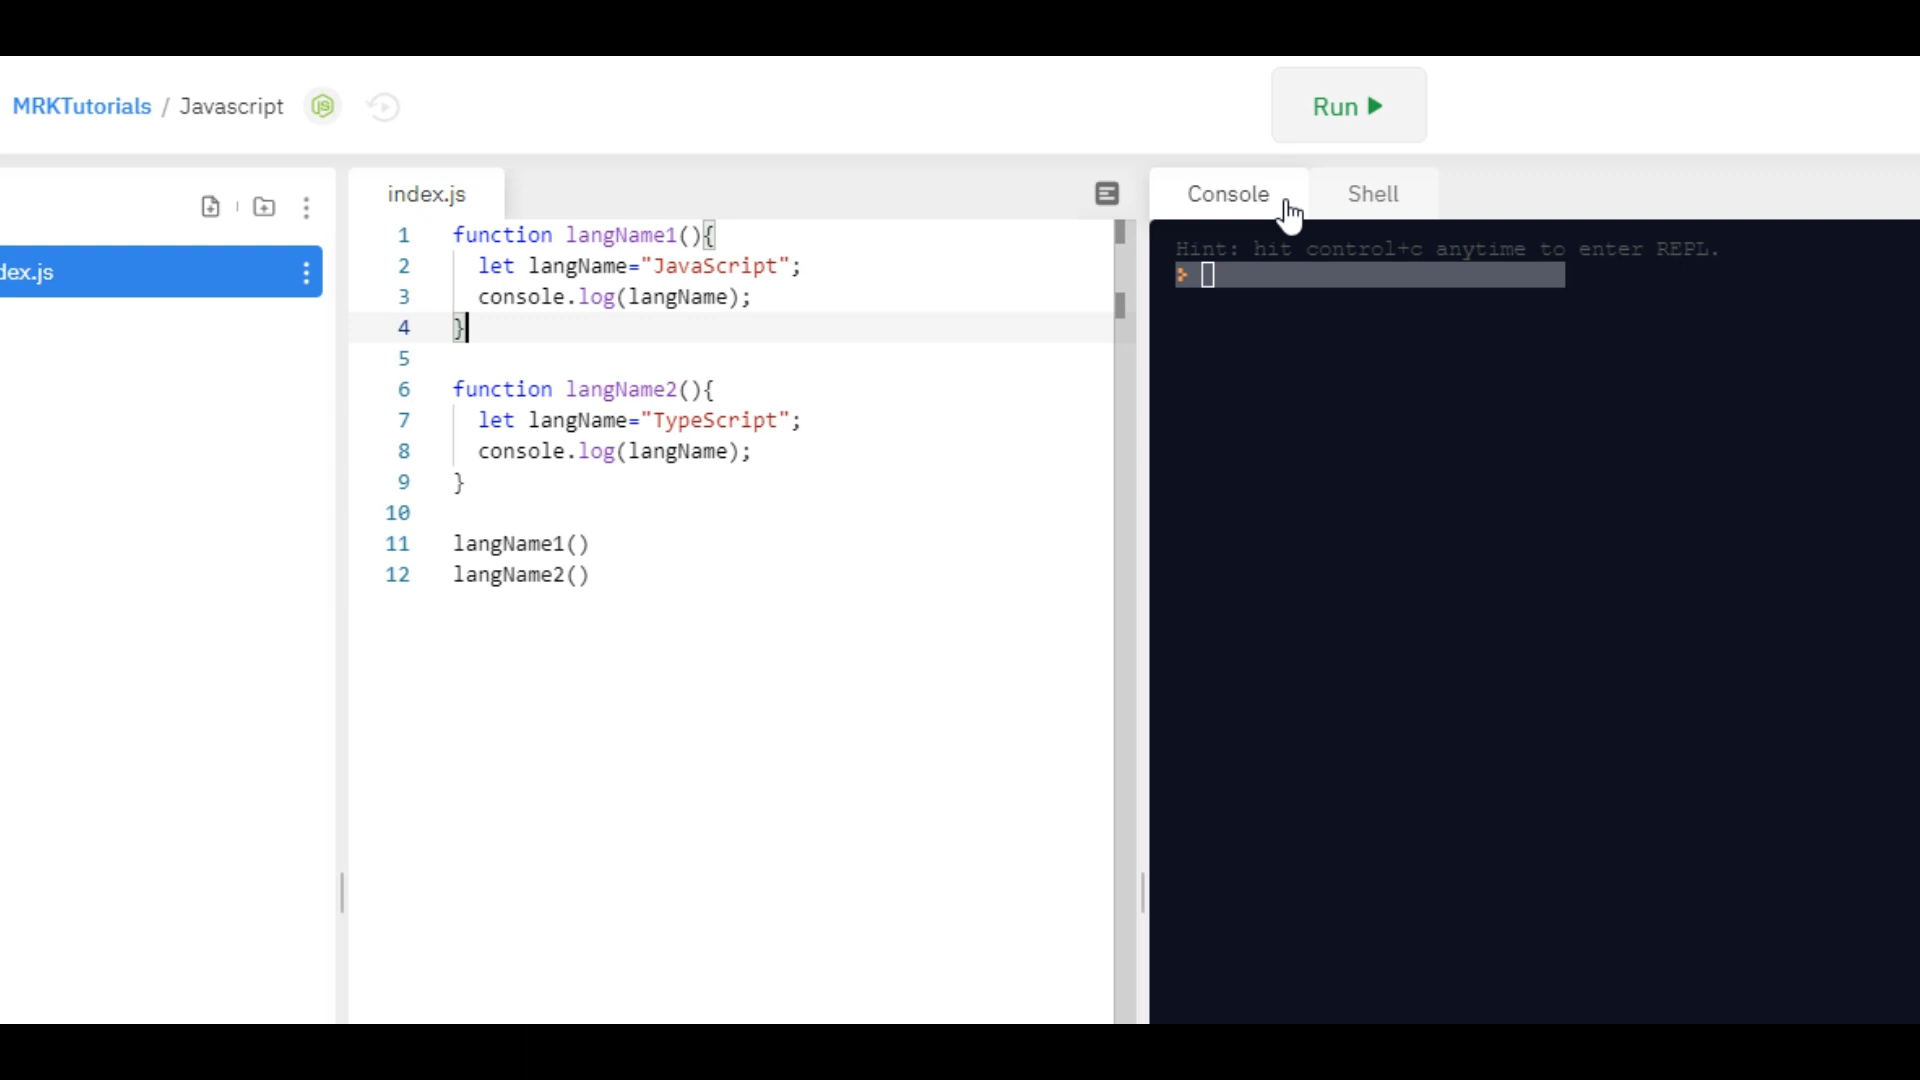 MRKTutorials / Javascript
Run
dex.js
index.js
1 function langName1(){
2 let langName="JavaScript";
3 console.log(langName);
4 }
5
6 function langName2(){
7 let langName="TypeScript";
8 console.log(langName);
9 }
10
11 langName1()
12 langName2()
Console Shell
Hint: hit control+c anytime to enter REPL.